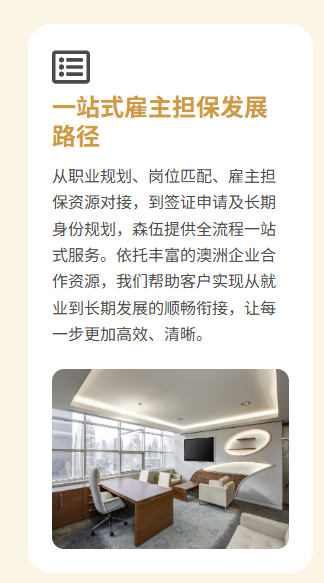 一站式雇主担保发展
路径
从职业规划、岗位匹配、雇主担
保资源对接，到签证申请及长期
身份规划，森伍提供全流程一站
式服务。依托丰富的澳洲企业合
作资源，我们帮助客户实现从就
业到长期发展的顺畅衔接，让每
一步更加高效、清晰。